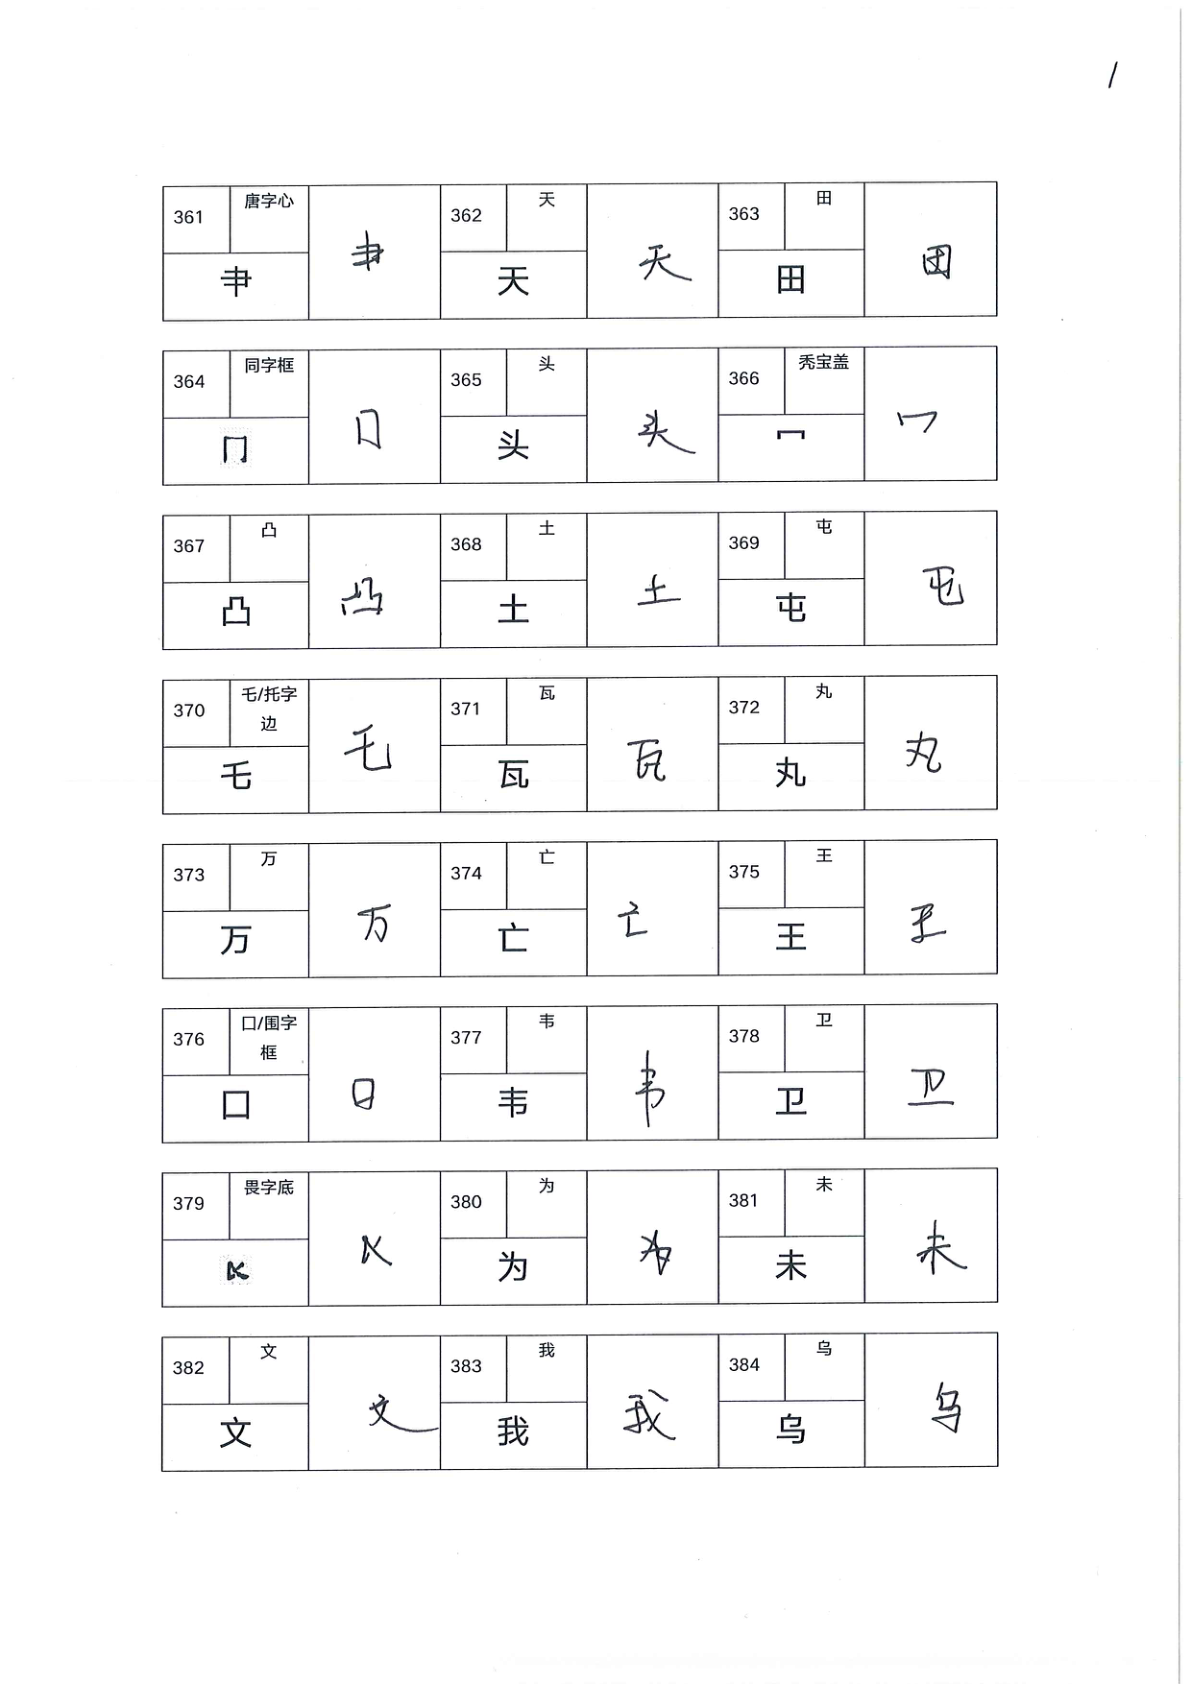 1
361 唐字心 肀 肀 362 天 天 天 363 田 田 田
364 同字框 冂 冂 365 头 头 头 366 秃宝盖 冖 冖
367 凸 凸 凸 368 土 土 土 369 屯 屯 屯
370 毛/托字边 乇 毛 371 瓦 瓦 瓦 372 丸 丸 丸
373 万 万 万 374 亡 亡 亡 375 王 王 王
376 口/围字框 口 口 377 韦 韦 韦 378 卫 卫 卫
379 畏字底 380 为 为 为 381 未 未 未
382 文 文 文 383 我 我 我 384 乌 乌 乌